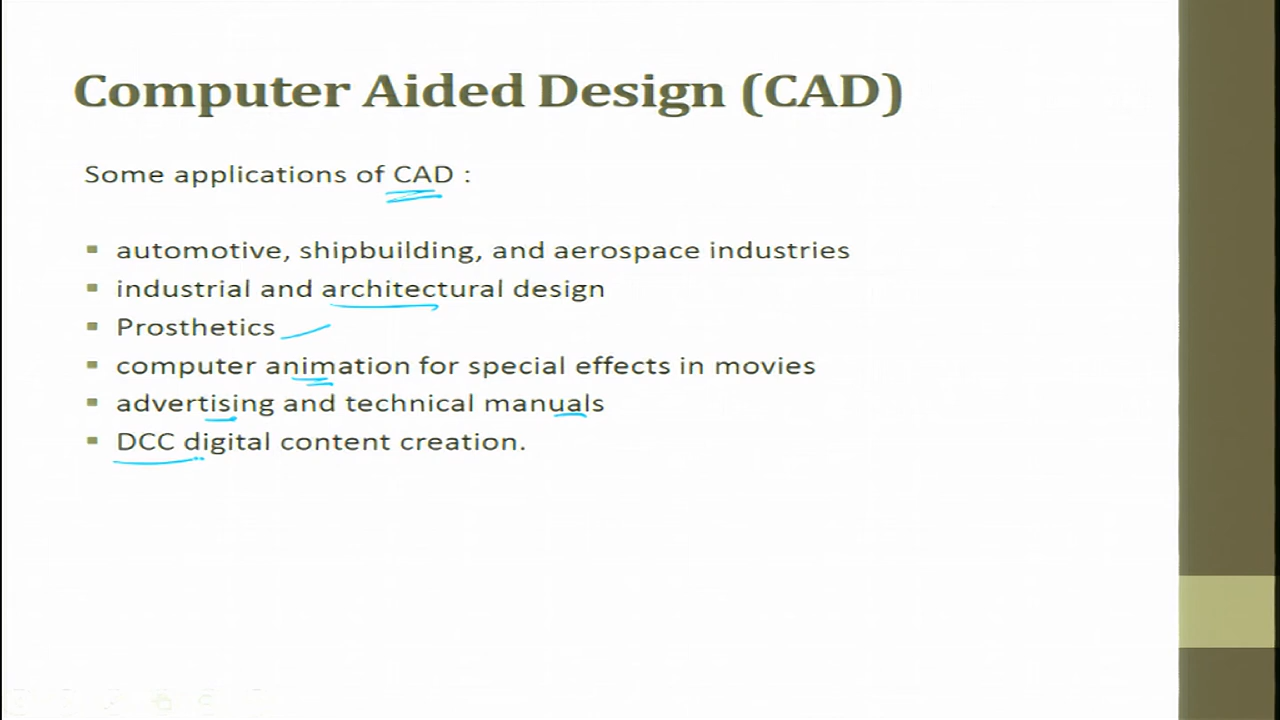 Computer Aided Design (CAD)
Some applications of CAD :
▪ automotive, shipbuilding, and aerospace industries
▪ industrial and architectural design
▪ Prosthetics
▪ computer animation for special effects in movies
▪ advertising and technical manuals
▪ DCC digital content creation.